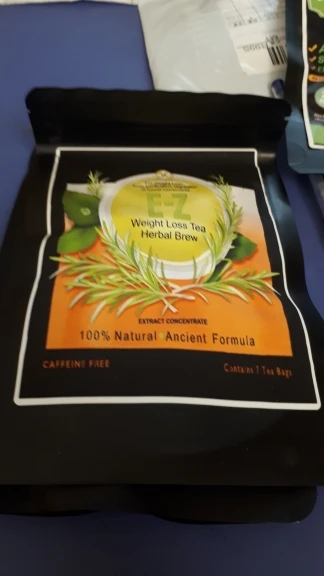 E-Z
Weight Loss Tea
Herbal Brew
EXTRACT CONCENTRATE
100% Natural Ancient Formula
CAFFEINE FREE
Contains 7 Tea Bags